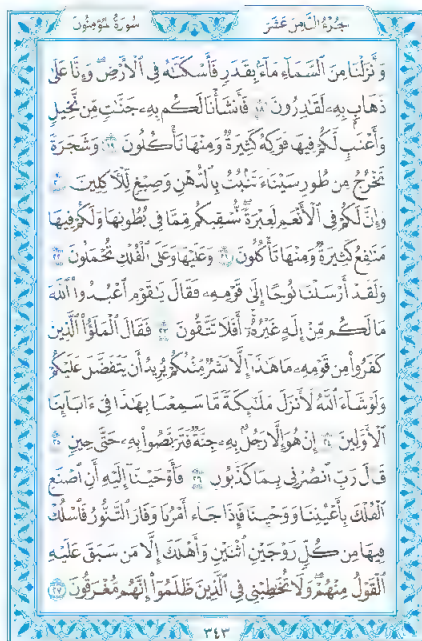 سورة المؤمنون الجزء الثامن عشر
وَأَنزَلْنَا مِنَ السَّمَاءِ مَاءً بِقَدَرٍ فَأَسْكَنَّاهُ فِي الْأَرْضِ وَإِنَّا عَلَىٰ
ذَهَابٍ بِهِ لَقَادِرُونَ ١٨ فَأَنشَأْنَا لَكُم بِهِ جَنَّاتٍ مِّن نَّخِيلٍ
وَأَعْنَابٍ لَّكُمْ فِيهَا فَوَاكِهُ كَثِيرَةٌ وَمِنْهَا تَأْكُلُونَ ١٩ وَشَجَرَةً
تَخْرُجُ مِن طُورِ سَيْنَاءَ تَنبُتُ بِالدُّهْنِ وَصِبْغٍ لِّلْآكِلِينَ ٢٠
وَإِنَّ لَكُمْ فِي الْأَنْعَامِ لَعِبْرَةً نُّسْقِيكُم مِّمَّا فِي بُطُونِهَا وَلَكُمْ فِيهَا
مَنَافِعُ كَثِيرَةٌ وَمِنْهَا تَأْكُلُونَ ٢١ وَعَلَيْهَا وَعَلَى الْفُلْكِ تُحْمَلُونَ ٢٢
وَلَقَدْ أَرْسَلْنَا نُوحًا إِلَىٰ قَوْمِهِ فَقَالَ يَا قَوْمِ اعْبُدُوا اللَّهَ
مَا لَكُم مِّنْ إِلَٰهٍ غَيْرُهُ أَفَلَا تَتَّقُونَ ٢٣ فَقَالَ الْمَلَأُ الَّذِينَ
كَفَرُوا مِن قَوْمِهِ مَا هَٰذَا إِلَّا بَشَرٌ مِّثْلُكُمْ يُرِيدُ أَن يَتَفَضَّلَ عَلَيْكُمْ
وَلَوْ شَاءَ اللَّهُ لَأَنزَلَ مَلَائِكَةً مَّا سَمِعْنَا بِهَٰذَا فِي آبَائِنَا
الْأَوَّلِينَ ٢٤ إِنْ هُوَ إِلَّا رَجُلٌ بِهِ جِنَّةٌ فَتَرَبَّصُوا بِهِ حَتَّىٰ حِينٍ ٢٥
قَالَ رَبِّ انصُرْنِي بِمَا كَذَّبُونِ ٢٦ فَأَوْحَيْنَا إِلَيْهِ أَنِ اصْنَعِ
الْفُلْكَ بِأَعْيُنِنَا وَوَحْيِنَا فَإِذَا جَاءَ أَمْرُنَا وَفَارَ التَّنُّورُ فَاسْلُكْ
فِيهَا مِن كُلٍّ زَوْجَيْنِ اثْنَيْنِ وَأَهْلَكَ إِلَّا مَن سَبَقَ عَلَيْهِ
الْقَوْلُ مِنْهُمْ وَلَا تُخَاطِبْنِي فِي الَّذِينَ ظَلَمُوا إِنَّهُم مُّغْرَقُونَ ٢٧
٣٤٣